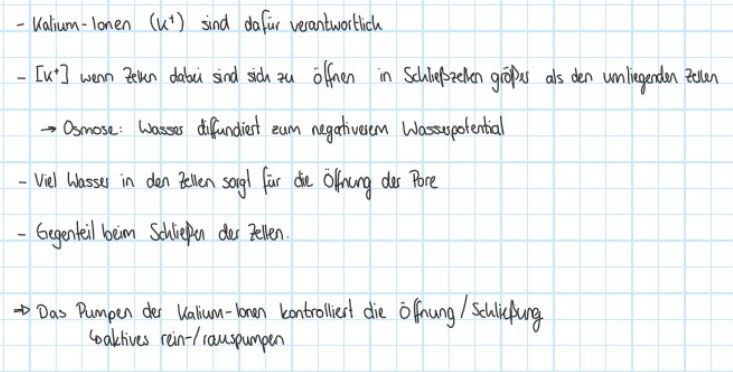 - Kalium-Ionen (K⁺) sind dafür verantwortlich
- [K⁺] wenn Zellen dabei sind sich zu öffnen in Schließzellen größer als den umliegenden Zellen
→ Osmose: Wasser diffundiert zum negativerem Wasserpotential
- Viel Wasser in den Zellen sorgt für die Öffnung der Pore
- Gegenteil beim Schließen der Zellen.
⇒ Das Pumpen der Kalium-Ionen kontrolliert die Öffnung/Schließung
↳ aktives rein-/rauspumpen